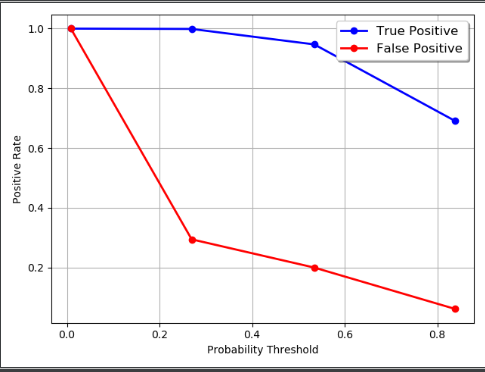 True Positive
False Positive
1.0
0.8
0.6
0.4
0.2
Positive Rate
0.0 0.2 0.4 0.6 0.8
Probability Threshold